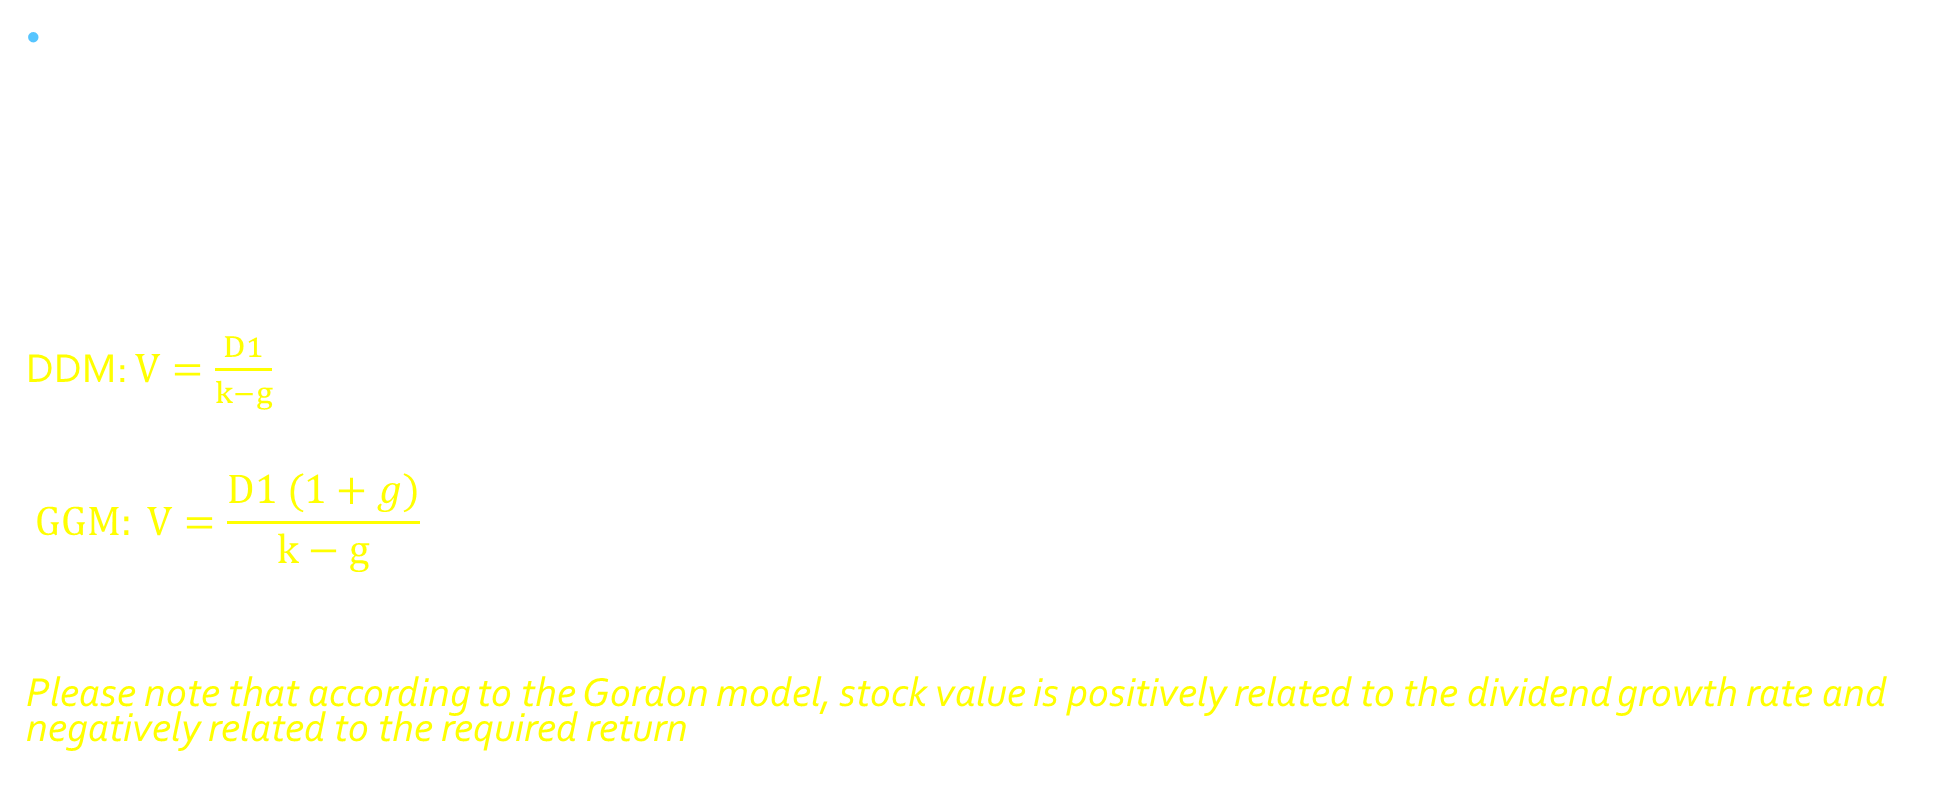 •
DDM: V = D1/k−g
GGM: V = D1 (1 + g)/k − g
Please note that according to the Gordon model, stock value is positively related to the dividend growth rate and
negatively related to the required return